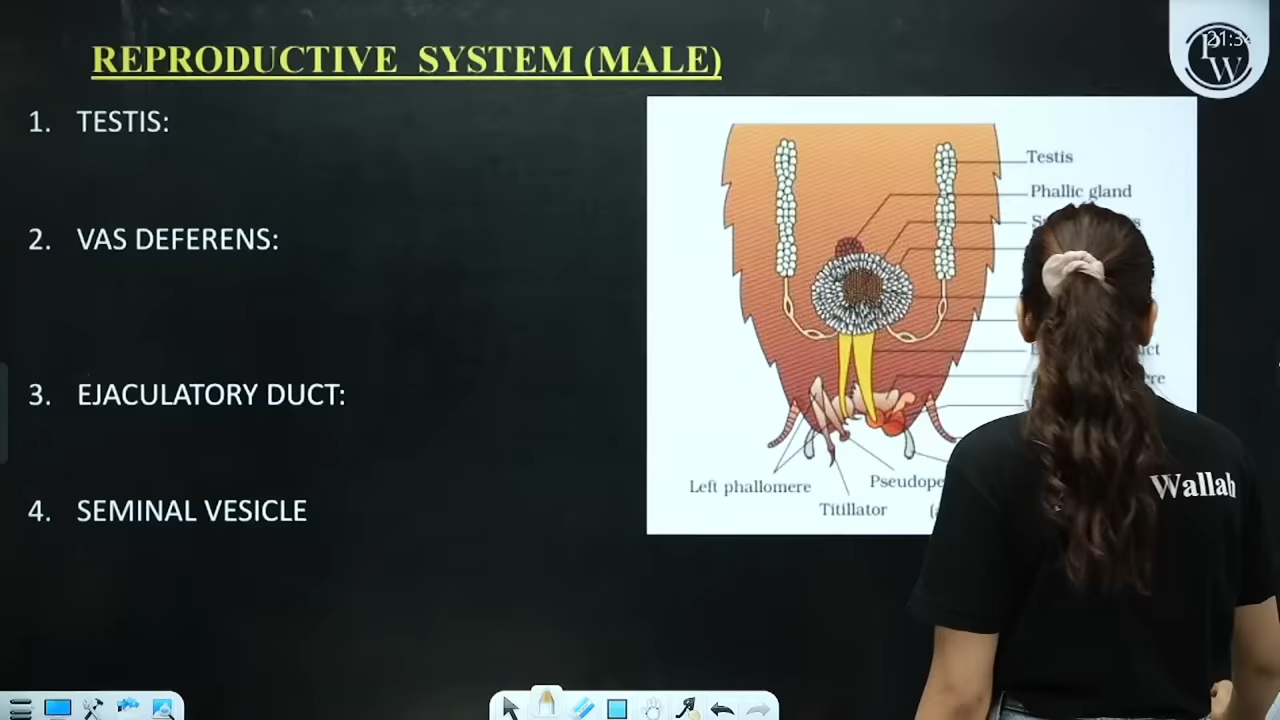 REPRODUCTIVE SYSTEM (MALE)
1. TESTIS:
2. VAS DEFERENS:
3. EJACULATORY DUCT:
4. SEMINAL VESICLE
PW
Testis
Phallic gland
Left phallomere
Titillator
Wallah